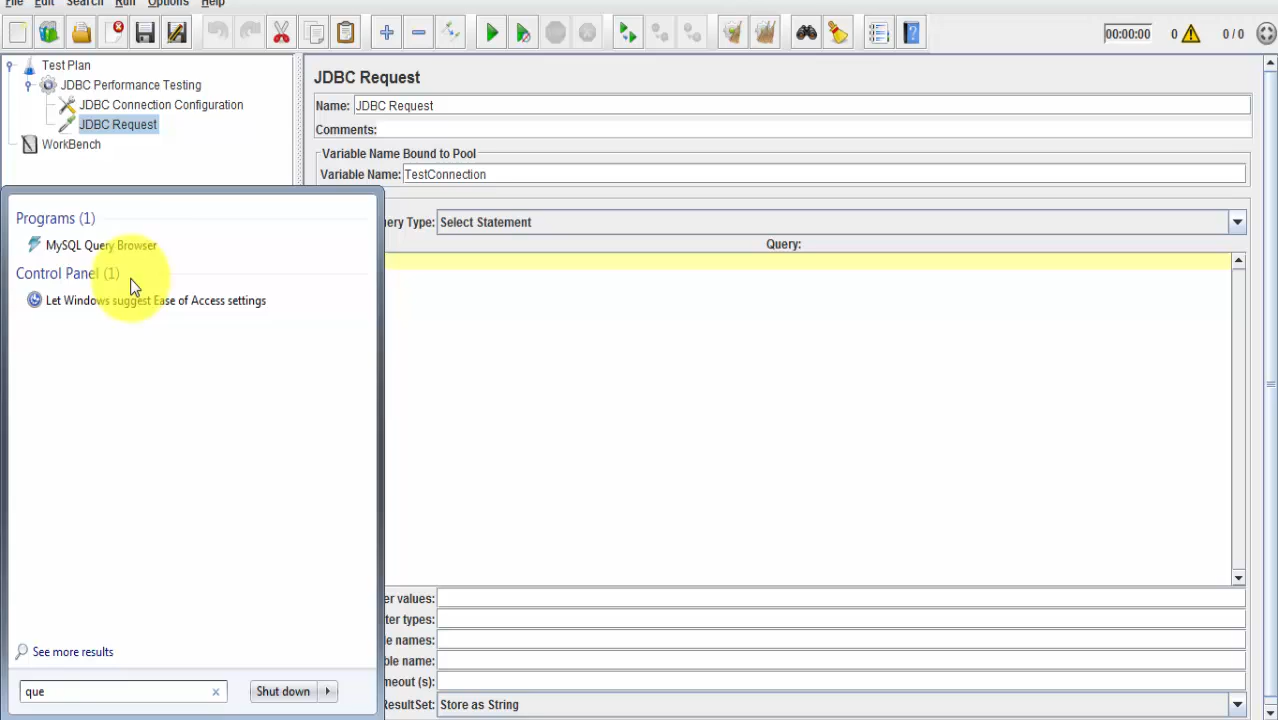 File Edit Search Run Options Help
00:00:00 0 0 / 0
Test Plan
JDBC Performance Testing
JDBC Connection Configuration
JDBC Request
WorkBench
JDBC Request
Name: JDBC Request
Comments:
Variable Name Bound to Pool
Variable Name: TestConnection
ery Type: Select Statement
Query:
er values:
ter types:
le names:
ble name:
meout (s):
ResultSet: Store as String
Programs (1)
MySQL Query Browser
Control Panel (1)
Let Windows suggest Ease of Access settings
See more results
que
Shut down